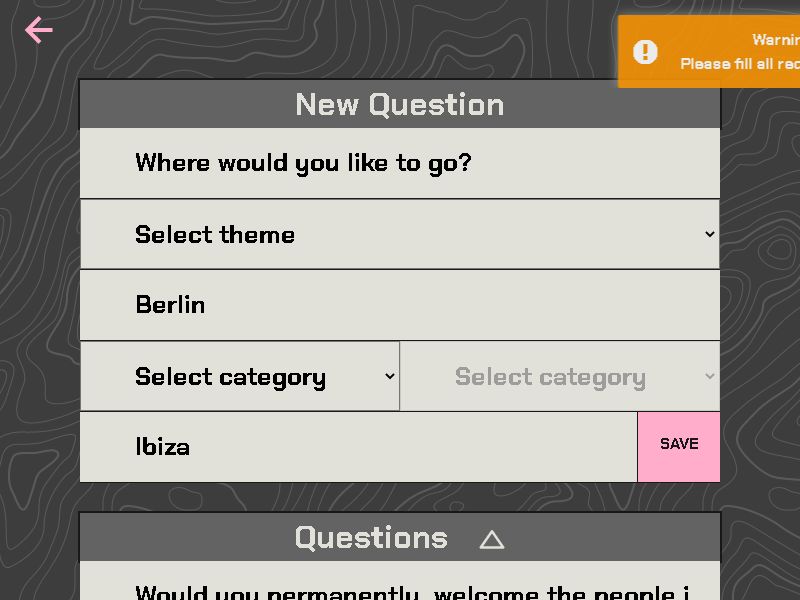 Warnin
Please fill all req
New Question
Where would you like to go?
Select theme
Berlin
Select category
Select category
Ibiza
SAVE
Questions
Would you permanently, welcome the people i